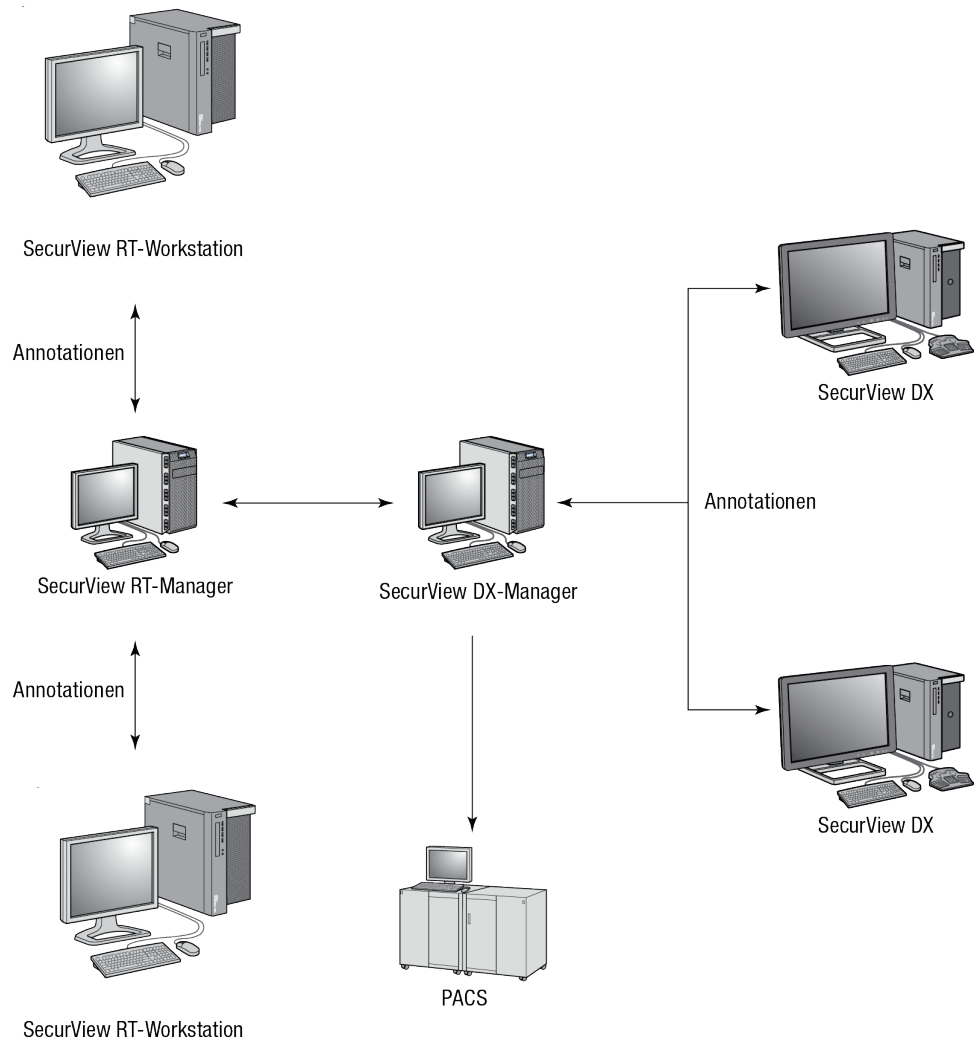 SecurView RT-Workstation
Annotationen
SecurView DX
SecurView RT-Manager
SecurView DX-Manager
Annotationen
Annotationen
SecurView DX
PACS
SecurView RT-Workstation